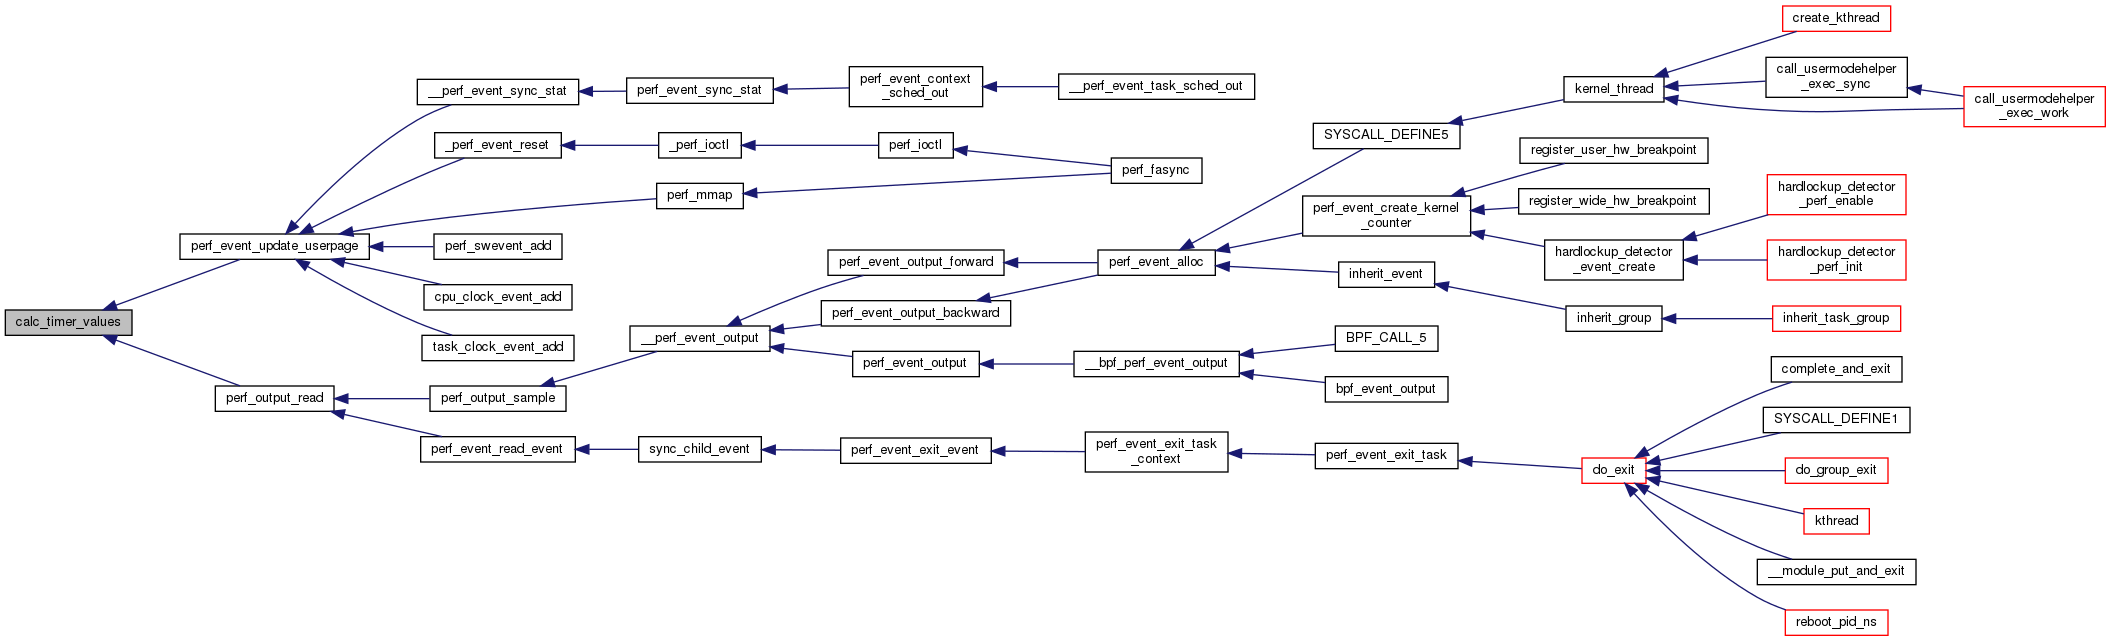 create_kthread
call_usermodehelper
_exec_sync
kernel_thread
call_usermodehelper
_exec_work
perf_event_context
_sched_out
__perf_event_sync_stat
perf_event_sync_stat
__perf_event_task_sched_out
SYSCALL_DEFINE5
_perf_event_reset
_perf_ioctl
perf_ioctl
register_user_hw_breakpoint
perf_fasync
perf_mmap
hardlockup_detector
_perf_enable
register_wide_hw_breakpoint
perf_event_create_kernel
_counter
perf_event_update_userpage
perf_swevent_add
hardlockup_detector
_event_create
hardlockup_detector
_perf_init
perf_event_output_forward
perf_event_alloc
inherit_event
cpu_clock_event_add
perf_event_output_backward
inherit_group
inherit_task_group
calc_timer_values
__perf_event_output
BPF_CALL_5
task_clock_event_add
perf_event_output
__bpf_perf_event_output
complete_and_exit
bpf_event_output
perf_output_read
perf_output_sample
SYSCALL_DEFINE1
perf_event_read_event
sync_child_event
perf_event_exit_event
perf_event_exit_task
_context
perf_event_exit_task
do_exit
do_group_exit
kthread
__module_put_and_exit
reboot_pid_ns